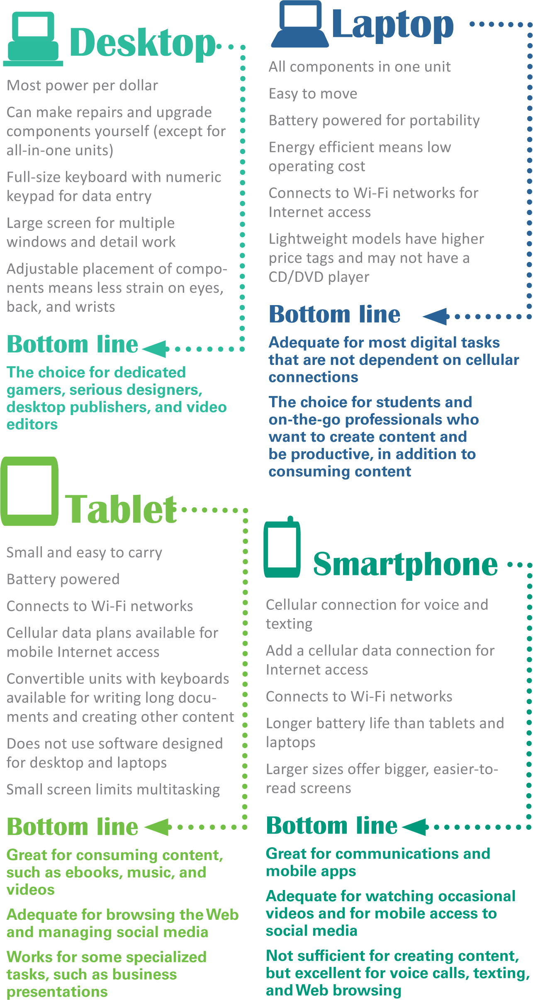 Desktop
Most power per dollar
Can make repairs and upgrade
components yourself (except for
all-in-one units)
Full-size keyboard with numeric
keypad for data entry
Large screen for multiple
windows and detail work
Adjustable placement of compo-
nents means less strain on eyes,
back, and wrists
Bottom line
The choice for dedicated
gamers, serious designers,
desktop publishers, and video
editors
Laptop
All components in one unit
Easy to move
Battery powered for portability
Energy efficient means low
operating cost
Connects to Wi-Fi networks for
Internet access
Lightweight models have higher
price tags and may not have a
CD/DVD player
Bottom line
Adequate for most digital tasks
that are not dependent on cellular
connections
The choice for students and
on-the-go professionals who
want to create content and
be productive, in addition to
consuming content
Tablet
Small and easy to carry
Battery powered
Connects to Wi-Fi networks
Cellular data plans available for
mobile Internet access
Convertible units with keyboards
available for writing long docu-
ments and creating other content
Does not use software designed
for desktop and laptops
Small screen limits multitasking
Bottom line
Great for consuming content,
such as ebooks, music, and
videos
Adequate for browsing the Web
and managing social media
Works for some specialized
tasks, such as business
presentations
Smartphone
Cellular connection for voice and
texting
Add a cellular data connection for
Internet access
Connects to Wi-Fi networks
Longer battery life than tablets and
laptops
Larger sizes offer bigger, easier-to-
read screens
Bottom line
Great for communications and
mobile apps
Adequate for watching occasional
videos and for mobile access to
social media
Not sufficient for creating content,
but excellent for voice calls, texting,
and Web browsing